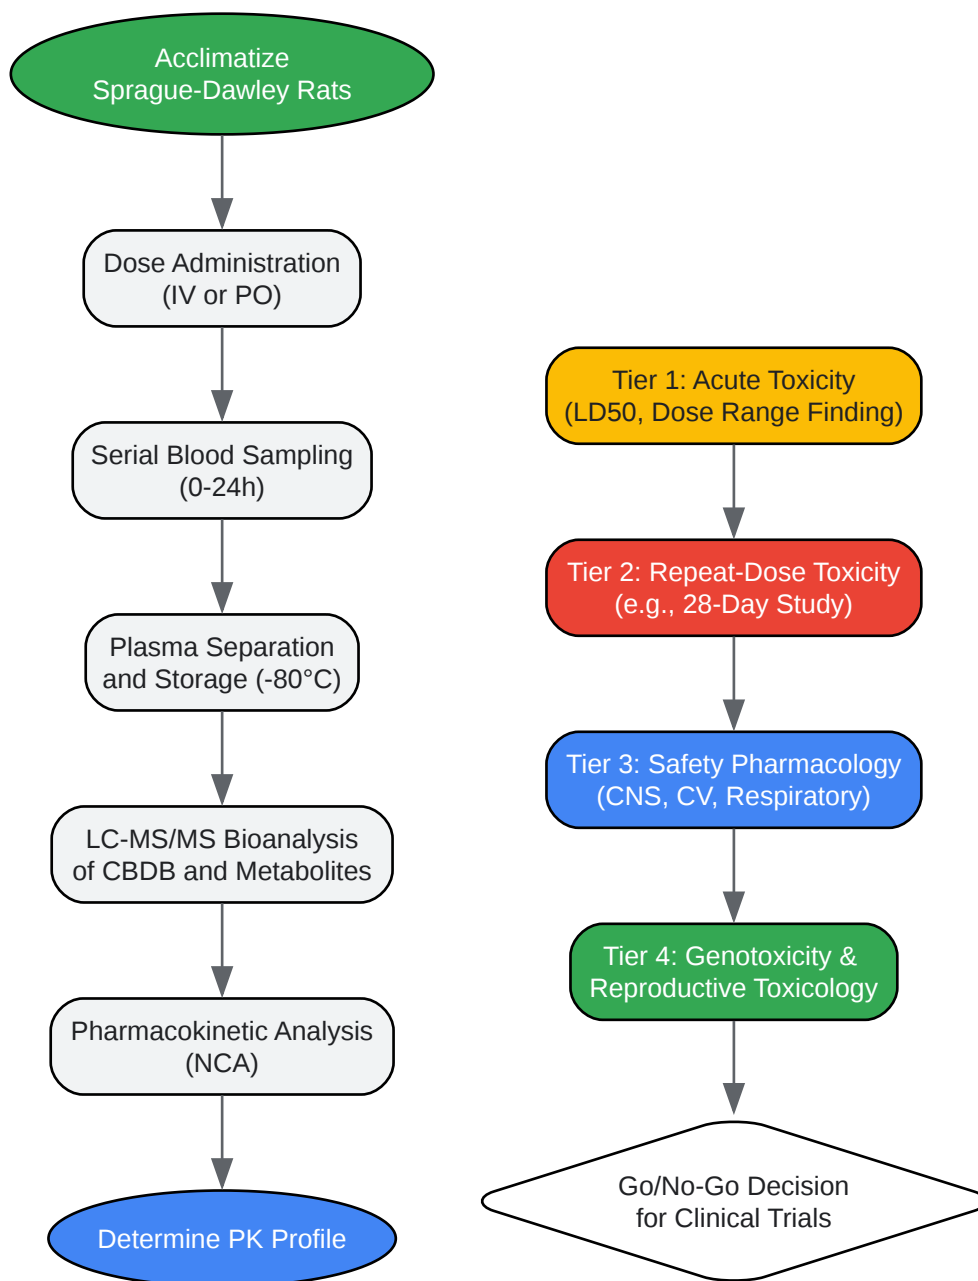 Acclimatize
Sprague-Dawley Rats
Dose Administration
(IV or PO)
Serial Blood Sampling
(0-24h)
Plasma Separation
and Storage (-80°C)
LC-MS/MS Bioanalysis
of CBDB and Metabolites
Pharmacokinetic Analysis
(NCA)
Determine PK Profile
Tier 1: Acute Toxicity
(LD50, Dose Range Finding)
Tier 2: Repeat-Dose Toxicity
(e.g., 28-Day Study)
Tier 3: Safety Pharmacology
(CNS, CV, Respiratory)
Tier 4: Genotoxicity &
Reproductive Toxicology
Go/No-Go Decision
for Clinical Trials